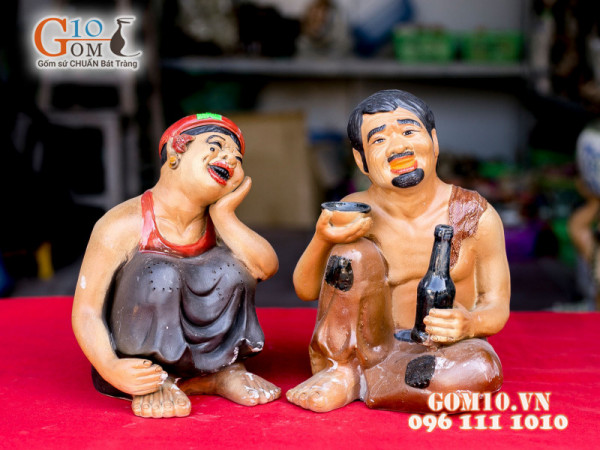 G10
GOM
Gốm sứ CHUẨN Bát Tràng
GOM10.VN
096 111 1010